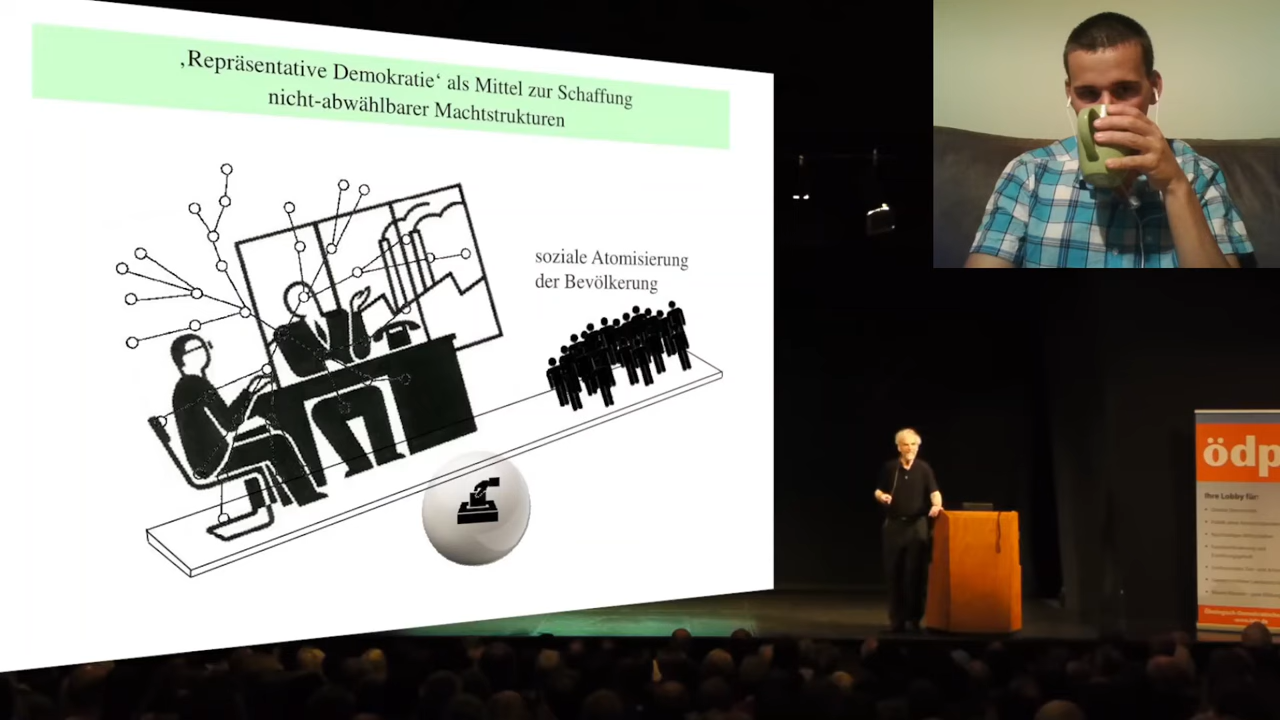 ‚Repräsentative Demokratie‘ als Mittel zur Schaffung
nicht-abwählbarer Machtstrukturen
soziale Atomisierung
der Bevölkerung
ödp
Ihre Lobby für: